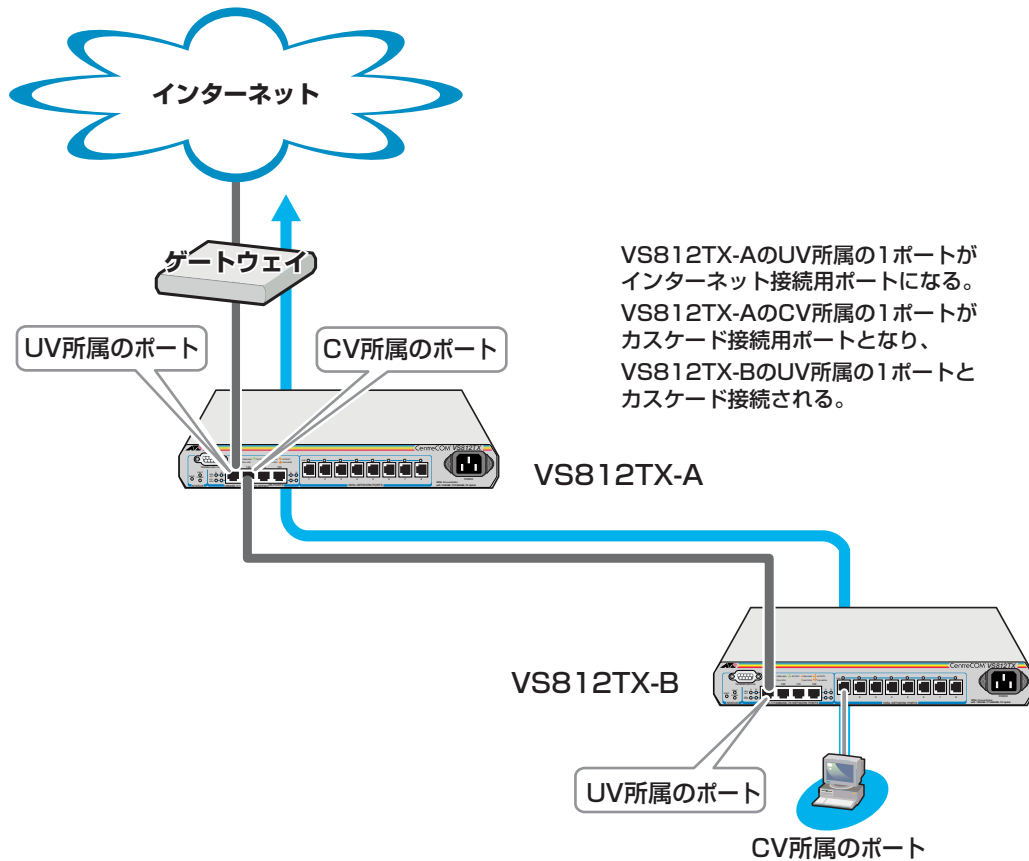 インターネット
ゲートウェイ
VS812TX-AのUV所属の1ポートが
インターネット接続用ポートになる。
VS812TX-AのCV所属の1ポートが
カスケード接続用ポートとなり、
VS812TX-BのUV所属の1ポートと
カスケード接続される。
UV所属のポート
CV所属のポート
CentreCOM VS812TX
VS812TX-A
CentreCOM VS812TX
VS812TX-B
UV所属のポート
CV所属のポート